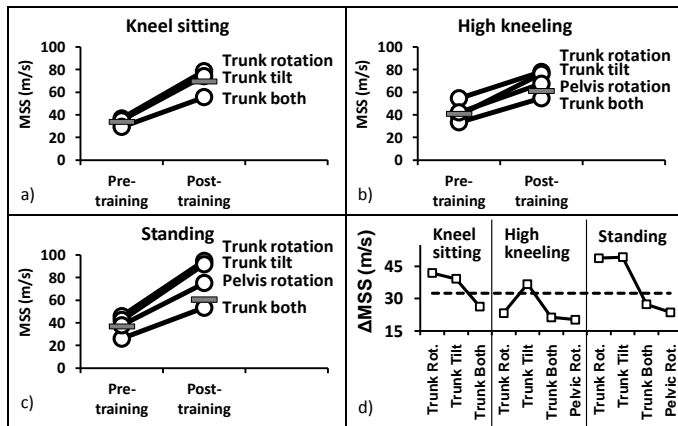 Kneel sitting
MSS (m/s)
100
80
60
40
20
0
Trunk rotation
Trunk tilt
Trunk both
Pre-
training
Post-
training
a)
High kneeling
MSS (m/s)
100
80
60
40
20
0
Trunk rotation
Trunk tilt
Pelvis rotation
Trunk both
Pre-
training
Post-
training
b)
Standing
MSS (m/s)
100
80
60
40
20
0
Trunk rotation
Trunk tilt
Pelvis rotation
Trunk both
Pre-
training
Post-
training
c)
Kneel
sitting
High
kneeling
Standing
ΔMSS (m/s)
45
30
15
Trunk Rot.
Trunk Tilt
Trunk Both
Trunk Rot.
Trunk Tilt
Trunk Both
Pelvic Rot.
Trunk Rot.
Trunk Tilt
Trunk Both
Pelvic Rot.
d)